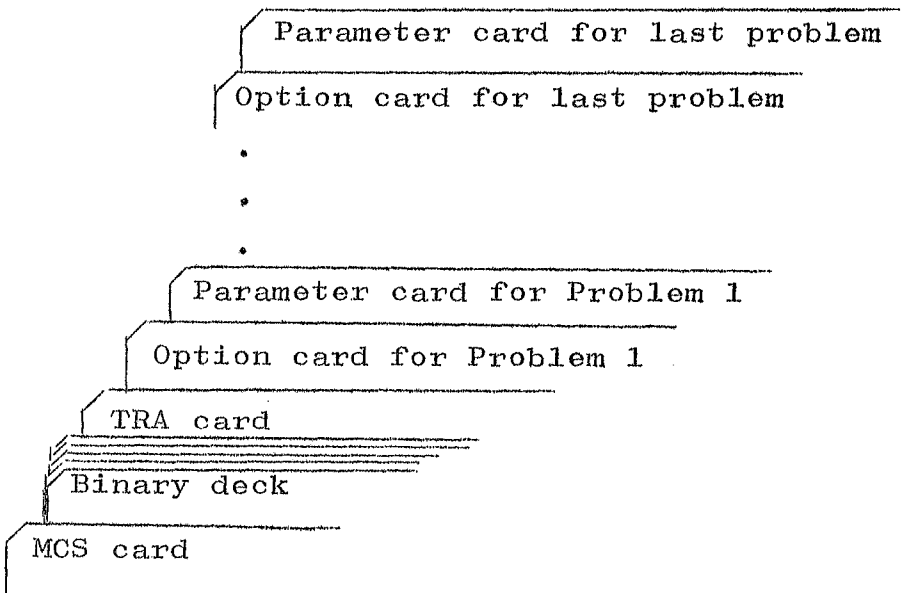 Parameter card for last problem
Option card for last problem
.
.
.
Parameter card for Problem 1
Option card for Problem 1
TRA card
Binary deck
MCS card